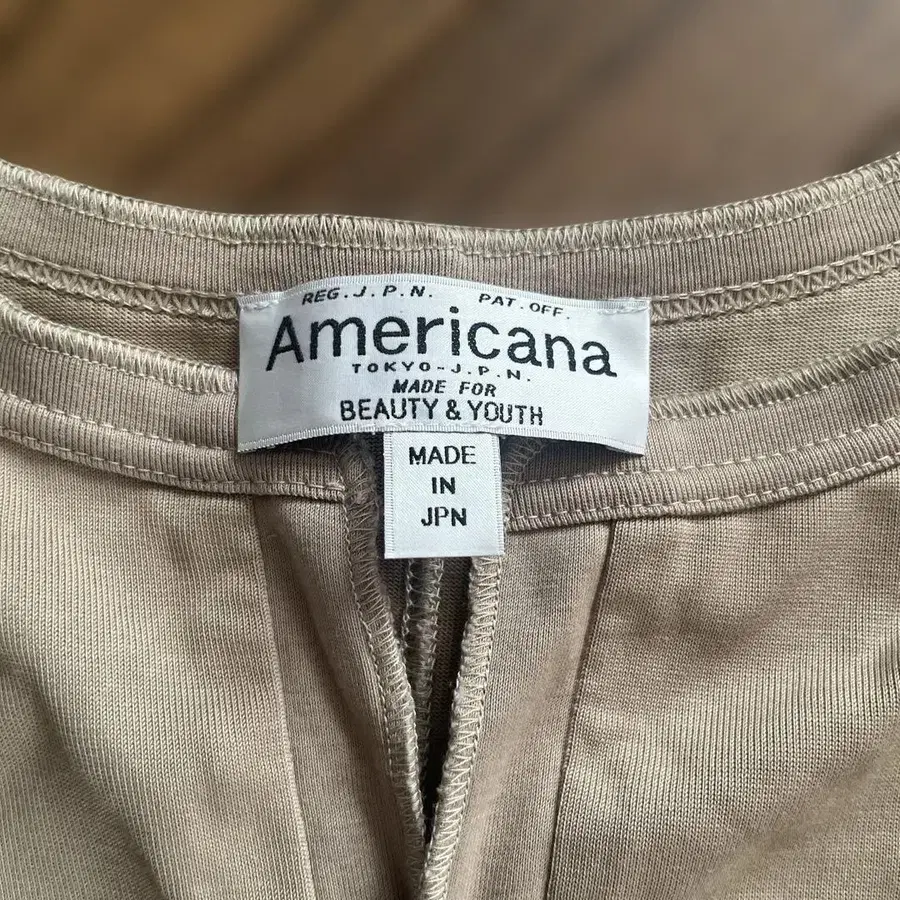 REG.J.P.N. PAT.OFF.
Americana
TOKYO-J.P.N.
MADE FOR
BEAUTY & YOUTH
MADE
IN
JPN